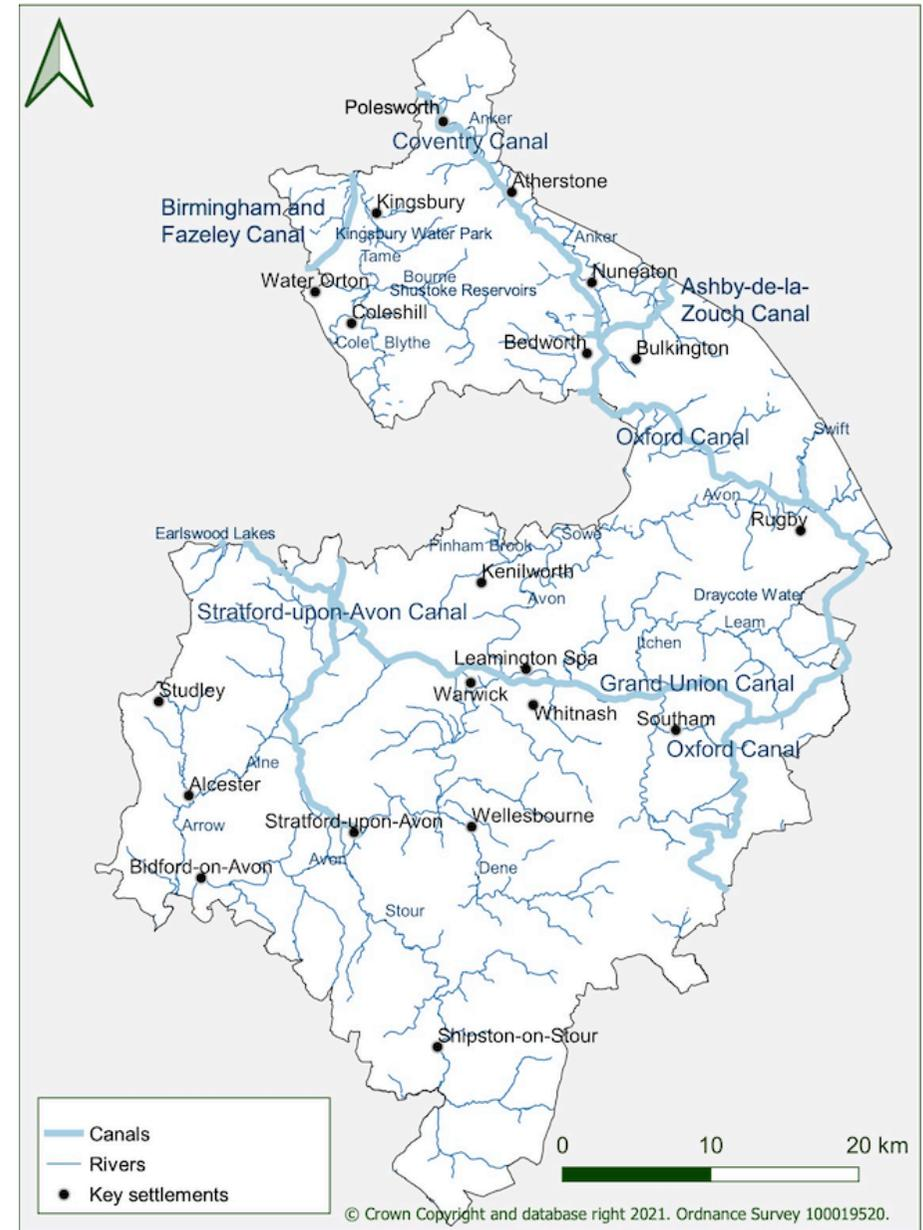 Polesworth
Anker
Coventry Canal
Atherstone
Birmingham and
Fazeley Canal
Kingsbury
Kingsbury Water Park
Anker
Tame
Water Orton
Bourne
Shustoke Reservoirs
Nuneaton
Ashby-de-la-
Zouch Canal
Coleshill
Cole
Blythe
Bedworth
Bulkington
Oxford Canal
Swift
Avon
Rugby
Earlswood Lakes
Pinham Brook
Sowe
Kenilworth
Avon
Draycote Water
Stratford-upon-Avon Canal
Leam
Itchen
Leamington Spa
Grand Union Canal
Studley
Warwick
Whitnash
Southam
Oxford Canal
Alne
Alcester
Arrow
Stratford-upon-Avon
Wellesbourne
Bidford-on-Avon
Avon
Dene
Stour
Shipston-on-Stour
Canals
Rivers
Key settlements
0 10 20 km
© Crown Copyright and database right 2021. Ordnance Survey 100019520.